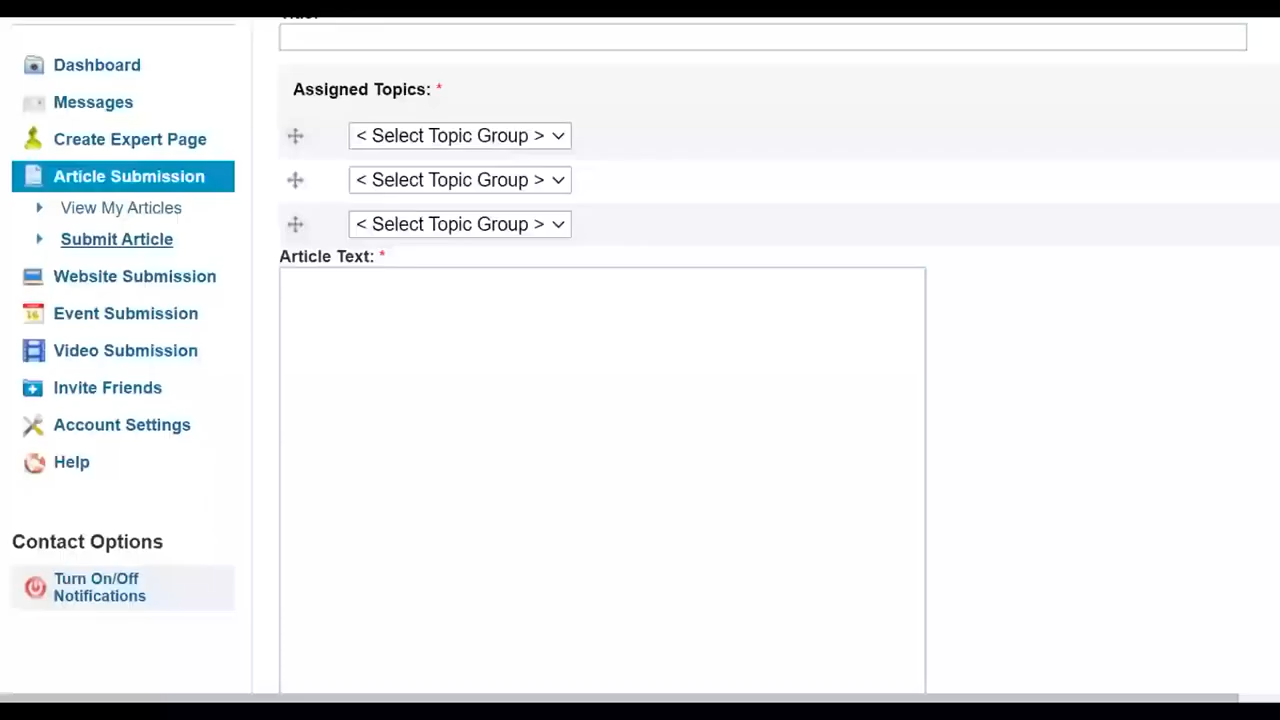 Dashboard
Messages
Create Expert Page
Article Submission
View My Articles
Submit Article
Website Submission
Event Submission
Video Submission
Invite Friends
Account Settings
Help
Contact Options
Turn On/Off
Notifications
Assigned Topics: *
< Select Topic Group >
< Select Topic Group >
< Select Topic Group >
Article Text: *